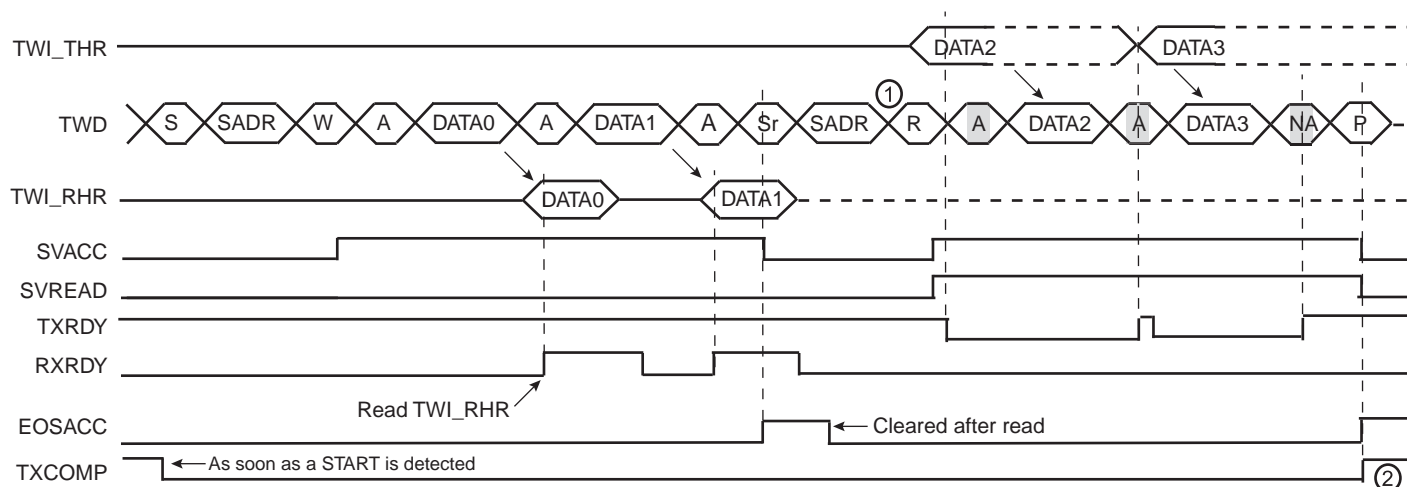 TWI_THR DATA2 DATA3
①
TWD S SADR W A DATA0 A DATA1 A Sr SADR R A DATA2 A DATA3 NA P
TWI_RHR DATA0 DATA1
SVACC
SVREAD
TXRDY
RXRDY
Read TWI_RHR
EOSACC Cleared after read
TXCOMP As soon as a START is detected ②